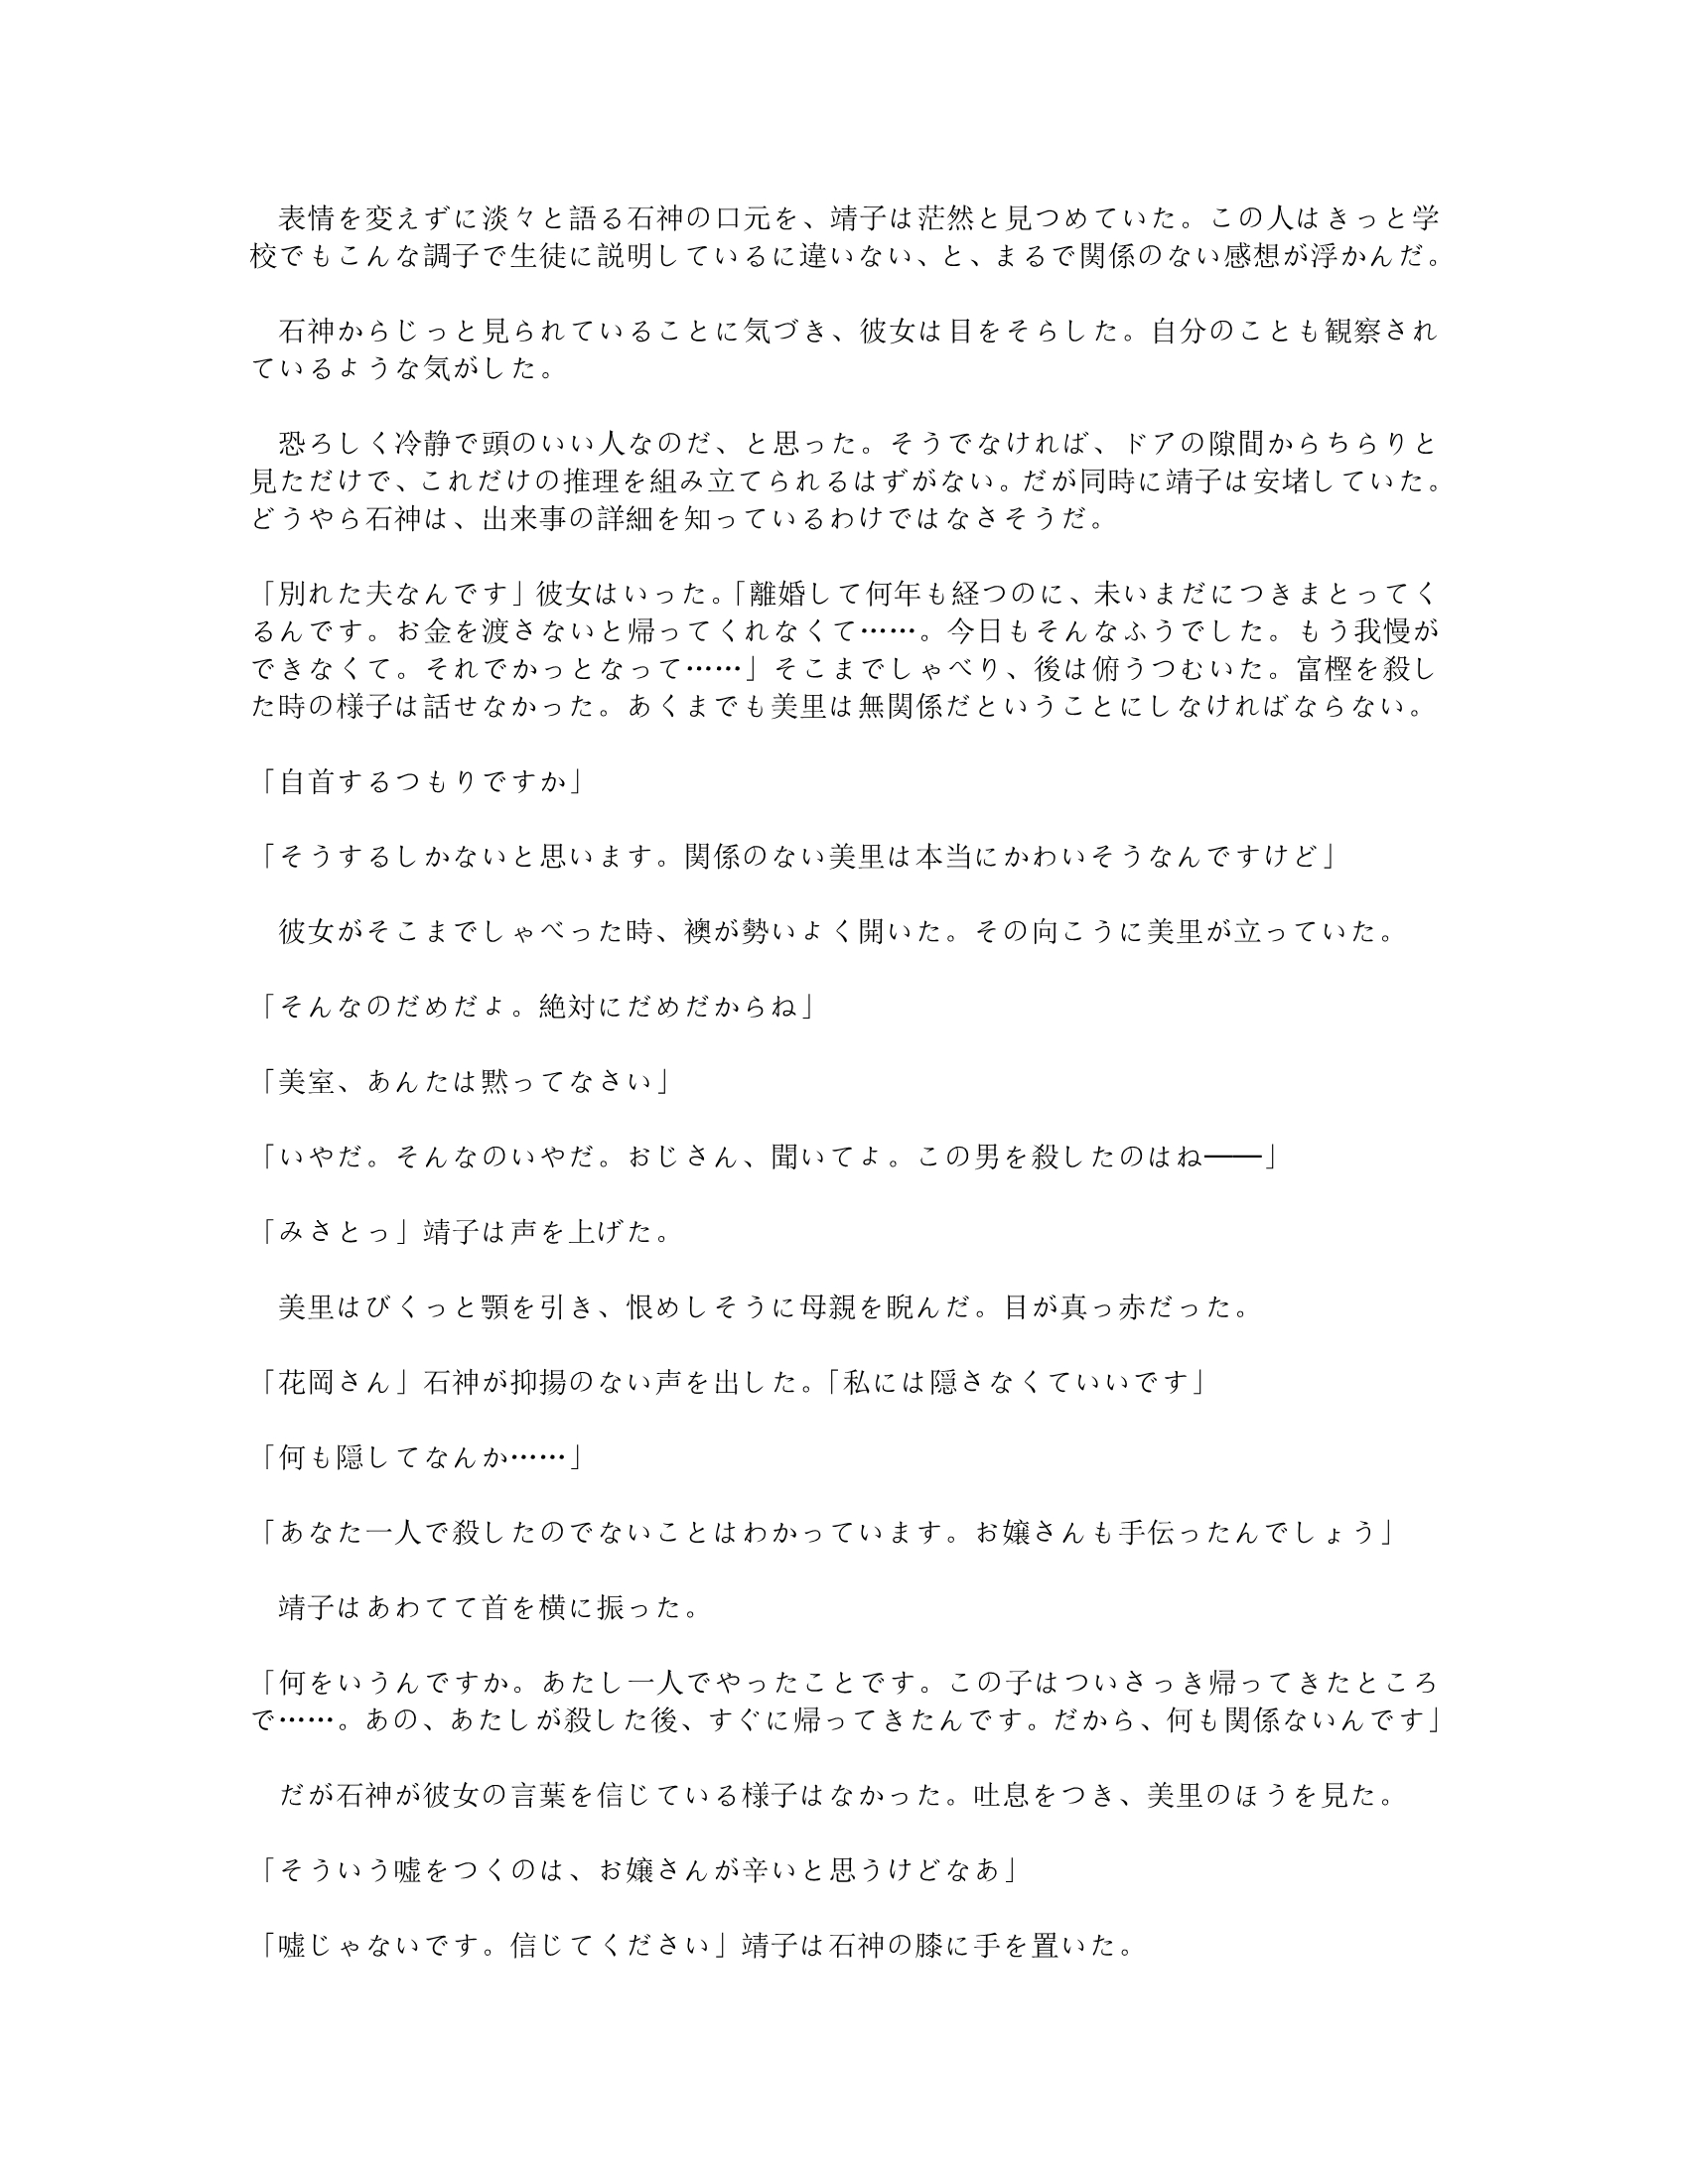 表情を変えずに淡々と語る石神の口元を、靖子は茫然と見つめていた。この人はきっと学
校でもこんな調子で生徒に説明しているに違いない、と、まるで関係のない感想が浮かんだ。
石神からじっと見られていることに気づき、彼女は目をそらした。自分のことも観察され
ているような気がした。
恐ろしく冷静で頭のいい人なのだ、と思った。そうでなければ、ドアの隙間からちらりと
見ただけで、これだけの推理を組み立てられるはずがない。だが同時に靖子は安堵していた。
どうやら石神は、出来事の詳細を知っているわけではなさそうだ。
「別れた夫なんです」彼女はいった。「離婚して何年も経つのに、未いまだにつきまとってく
るんです。お金を渡さないと帰ってくれなくて……。今日もそんなふうでした。もう我慢が
できなくて。それでかっとなって……」そこまでしゃべり、後は俯うつむいた。富樫を殺し
た時の様子は話せなかった。あくまでも美里は無関係だということにしなければならない。
「自首するつもりですか」
「そうするしかないと思います。関係のない美里は本当にかわいそうなんですけど」
彼女がそこまでしゃべった時、襖が勢いよく開いた。その向こうに美里が立っていた。
「そんなのだめだよ。絶対にだめだからね」
「美室、あんたは黙ってなさい」
「いやだ。そんなのいやだ。おじさん、聞いてよ。この男を殺したのはね――」
「みさとっ」靖子は声を上げた。
美里はびくっと顎を引き、恨めしそうに母親を睨んだ。目が真っ赤だった。
「花岡さん」石神が抑揚のない声を出した。「私には隠さなくていいです」
「何も隠してなんか……」
「あなた一人で殺したのでないことはわかっています。お嬢さんも手伝ったんでしょう」
靖子はあわてて首を横に振った。
「何をいうんですか。あたし一人でやったことです。この子はついさっき帰ってきたところ
で……。あの、あたしが殺した後、すぐに帰ってきたんです。だから、何も関係ないんです」
だが石神が彼女の言葉を信じている様子はなかった。吐息をつき、美里のほうを見た。
「そういう嘘をつくのは、お嬢さんが辛いと思うけどなあ」
「嘘じゃないです。信じてください」靖子は石神の膝に手を置いた。